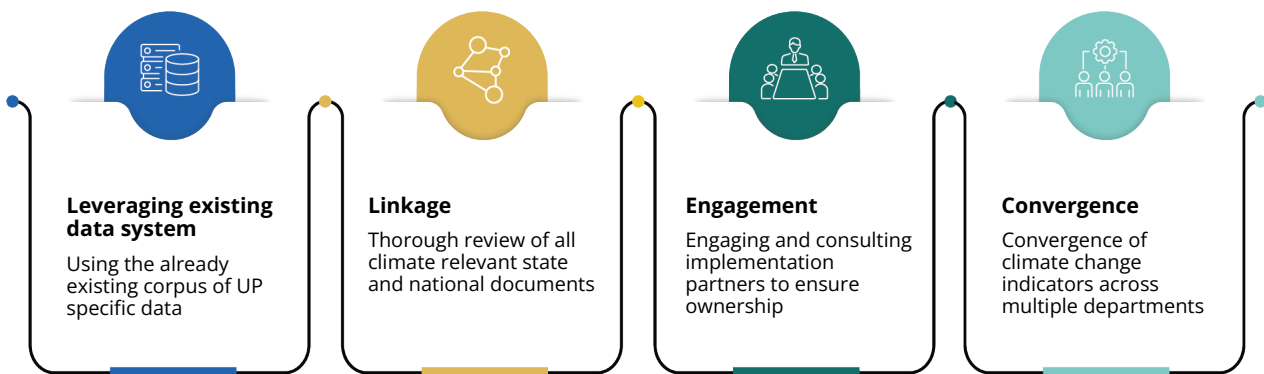 Leveraging existing
data system
Using the already
existing corpus of UP
specific data
Linkage
Thorough review of all
climate relevant state
and national documents
Engagement
Engaging and consulting
implementation
partners to ensure
ownership
Convergence
Convergence of
climate change
indicators across
multiple departments